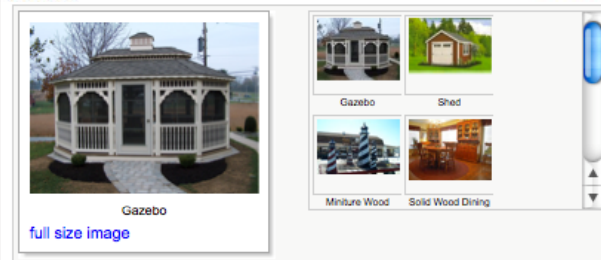 Gazebo
full size image
Gazebo
Shed
Miniture Wood
Solid Wood Dining